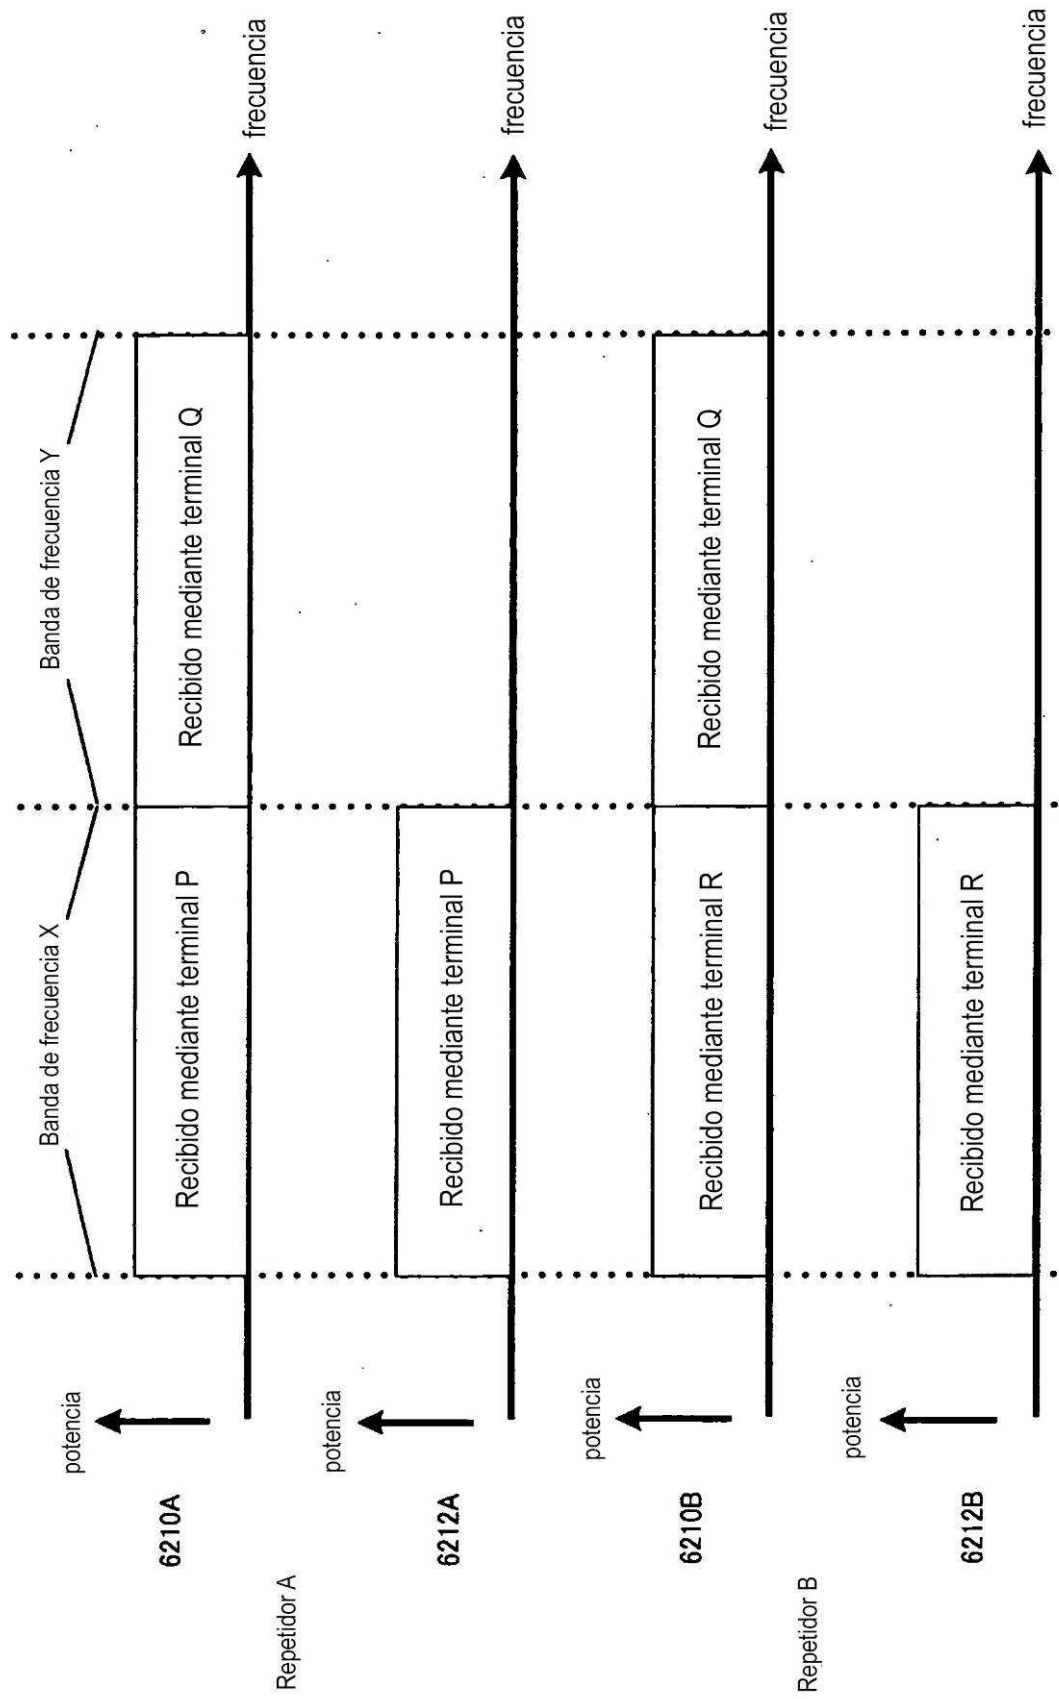 Banda de frecuencia X
Banda de frecuencia Y
potencia
6210A
Recibido mediante terminal P
Recibido mediante terminal Q
frecuencia
Repetidor A
potencia
6212A
Recibido mediante terminal P
frecuencia
potencia
6210B
Recibido mediante terminal R
Recibido mediante terminal Q
frecuencia
Repetidor B
potencia
6212B
Recibido mediante terminal R
frecuencia